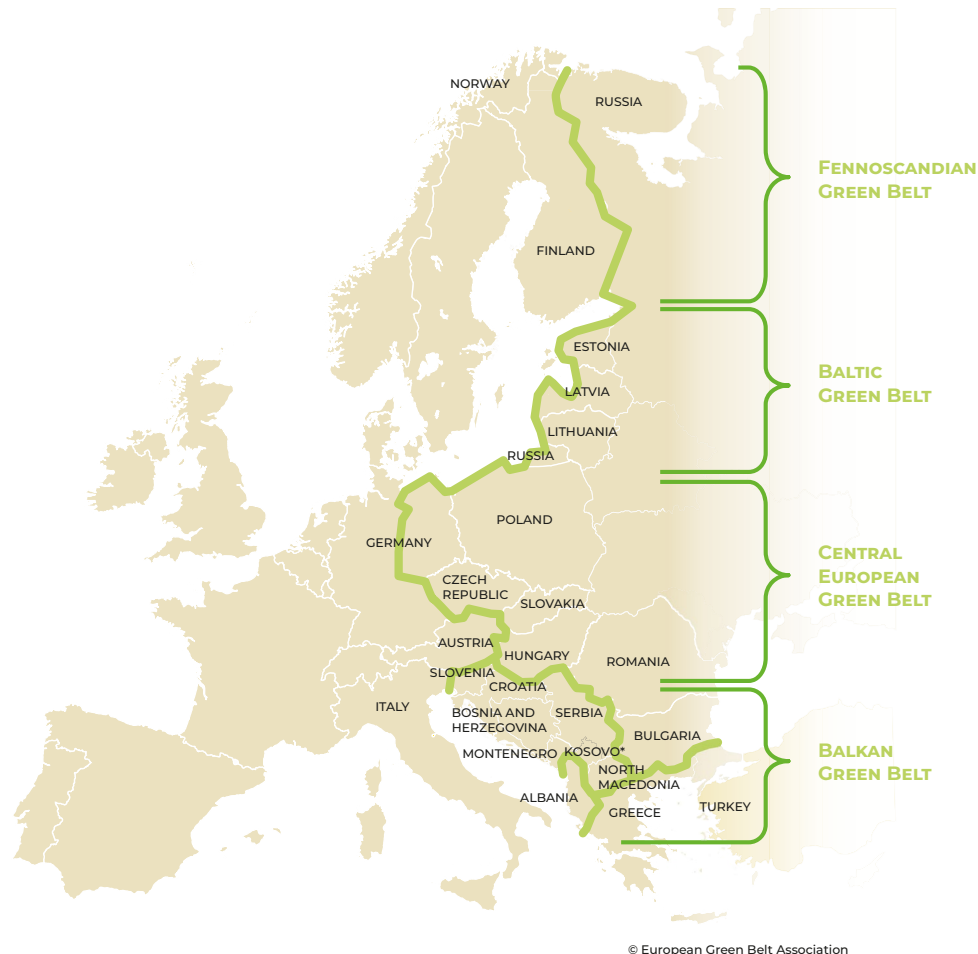 NORWAY
RUSSIA
FENNOSCANDIAN
GREEN BELT
FINLAND
ESTONIA
BALTIC
GREEN BELT
LATVIA
LITHUANIA
RUSSIA
POLAND
GERMANY
CENTRAL
EUROPEAN
GREEN BELT
CZECH
REPUBLIC
SLOVAKIA
AUSTRIA
HUNGARY
ROMANIA
SLOVENIA
CROATIA
ITALY
BOSNIA AND
HERZEGOVINA
SERBIA
BULGARIA
MONTENEGRO
KOSOVO*
BALKAN
GREEN BELT
NORTH
MACEDONIA
ALBANIA
GREECE
TURKEY
© European Green Belt Association